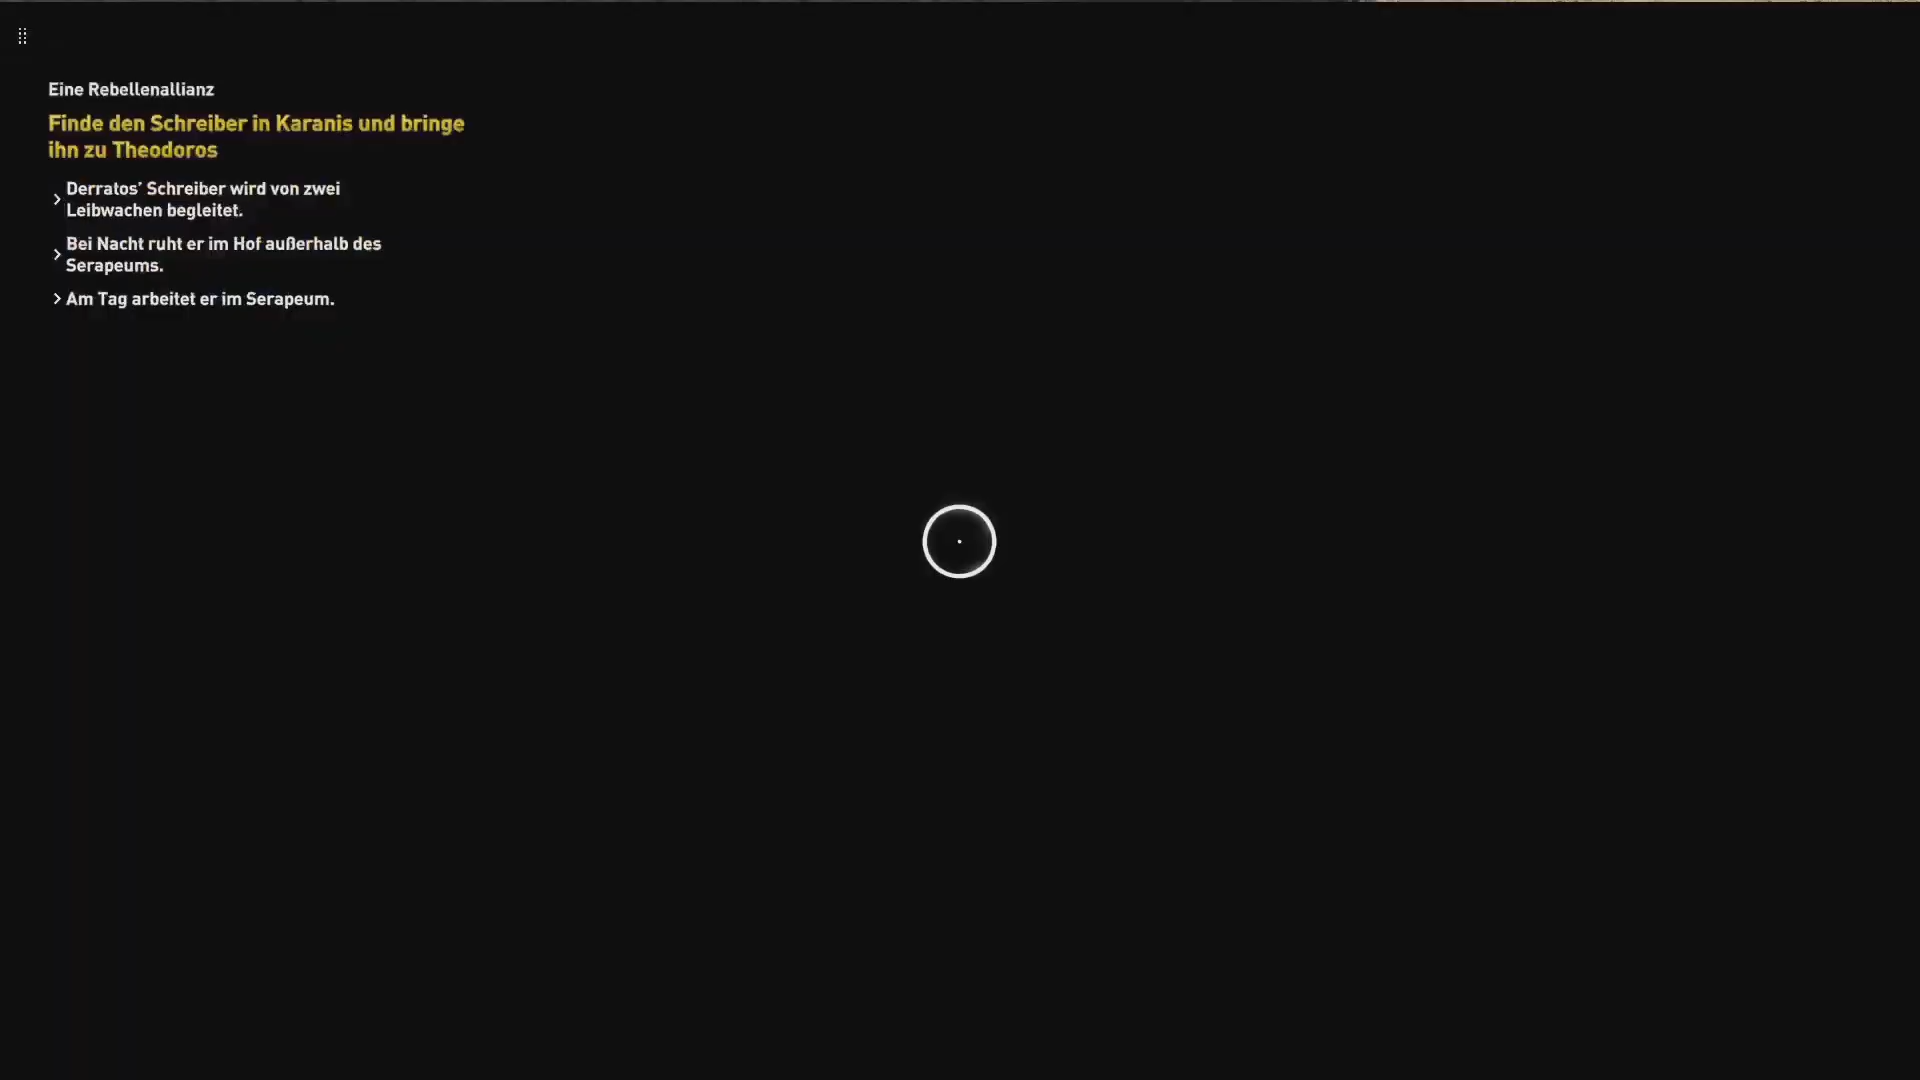 Eine Rebellenallianz
Finde den Schreiber in Karanis und bringe
ihn zu Theodoros
Derratos’ Schreiber wird von zwei
Leibwachen begleitet.
Bei Nacht ruht er im Hof außerhalb des
Serapeums.
Am Tag arbeitet er im Serapeum.